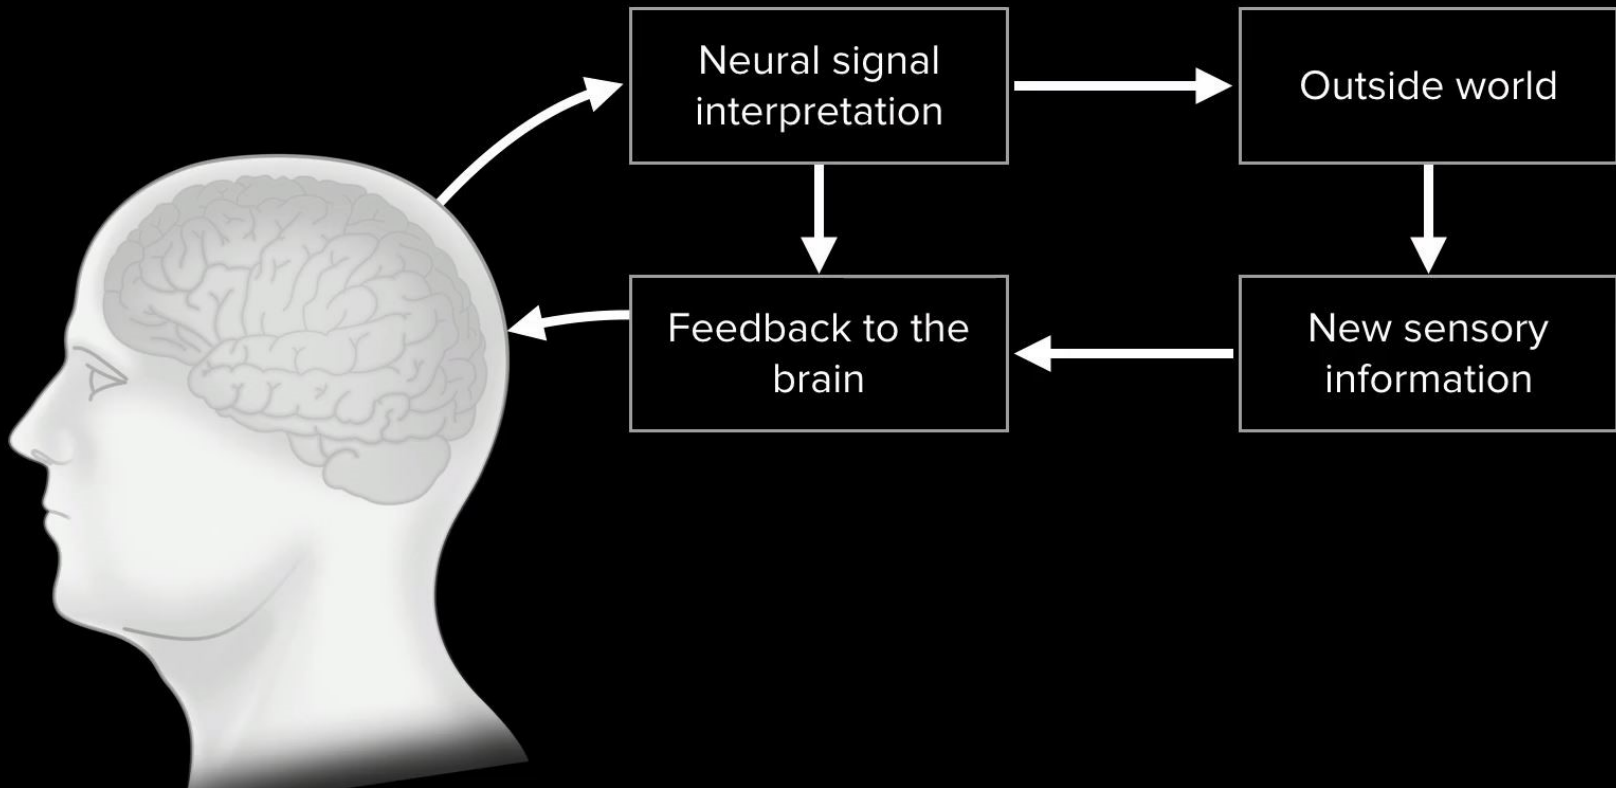 Neural signal
interpretation
Outside world
Feedback to the
brain
New sensory
information